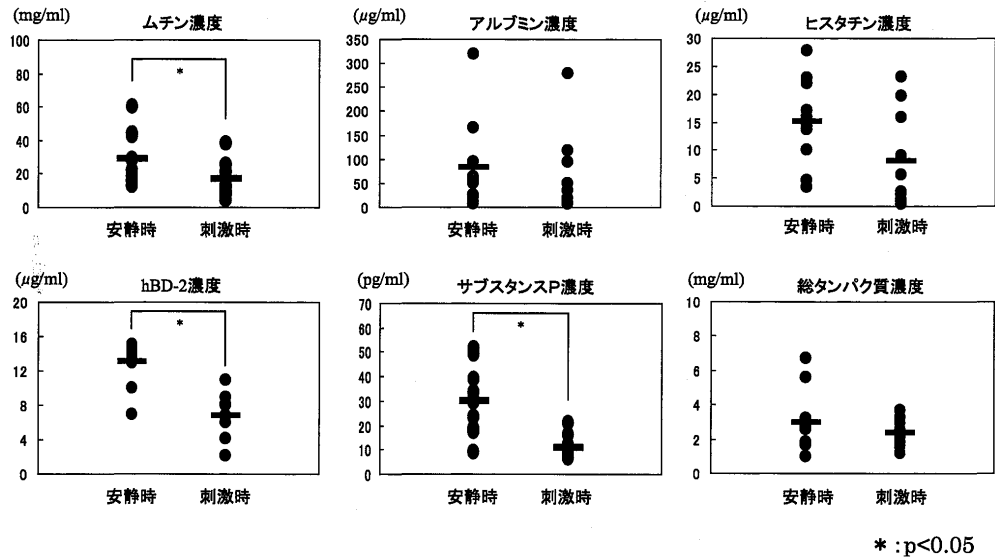 (mg/ml)
ムチン濃度
100
80
60
40
20
0
*
安静時 刺激時
(μg/ml)
アルブミン濃度
350
300
250
200
150
100
50
0
安静時 刺激時
(μg/ml)
ヒスタチン濃度
30
25
20
15
10
5
0
安静時 刺激時
(μg/ml)
hBD-2濃度
20
16
12
8
4
0
*
安静時 刺激時
(pg/ml)
サブスタンスP濃度
70
60
50
40
30
20
10
0
*
安静時 刺激時
(mg/ml)
総タンパク質濃度
10
8
6
4
2
0
安静時 刺激時
* :p<0.05